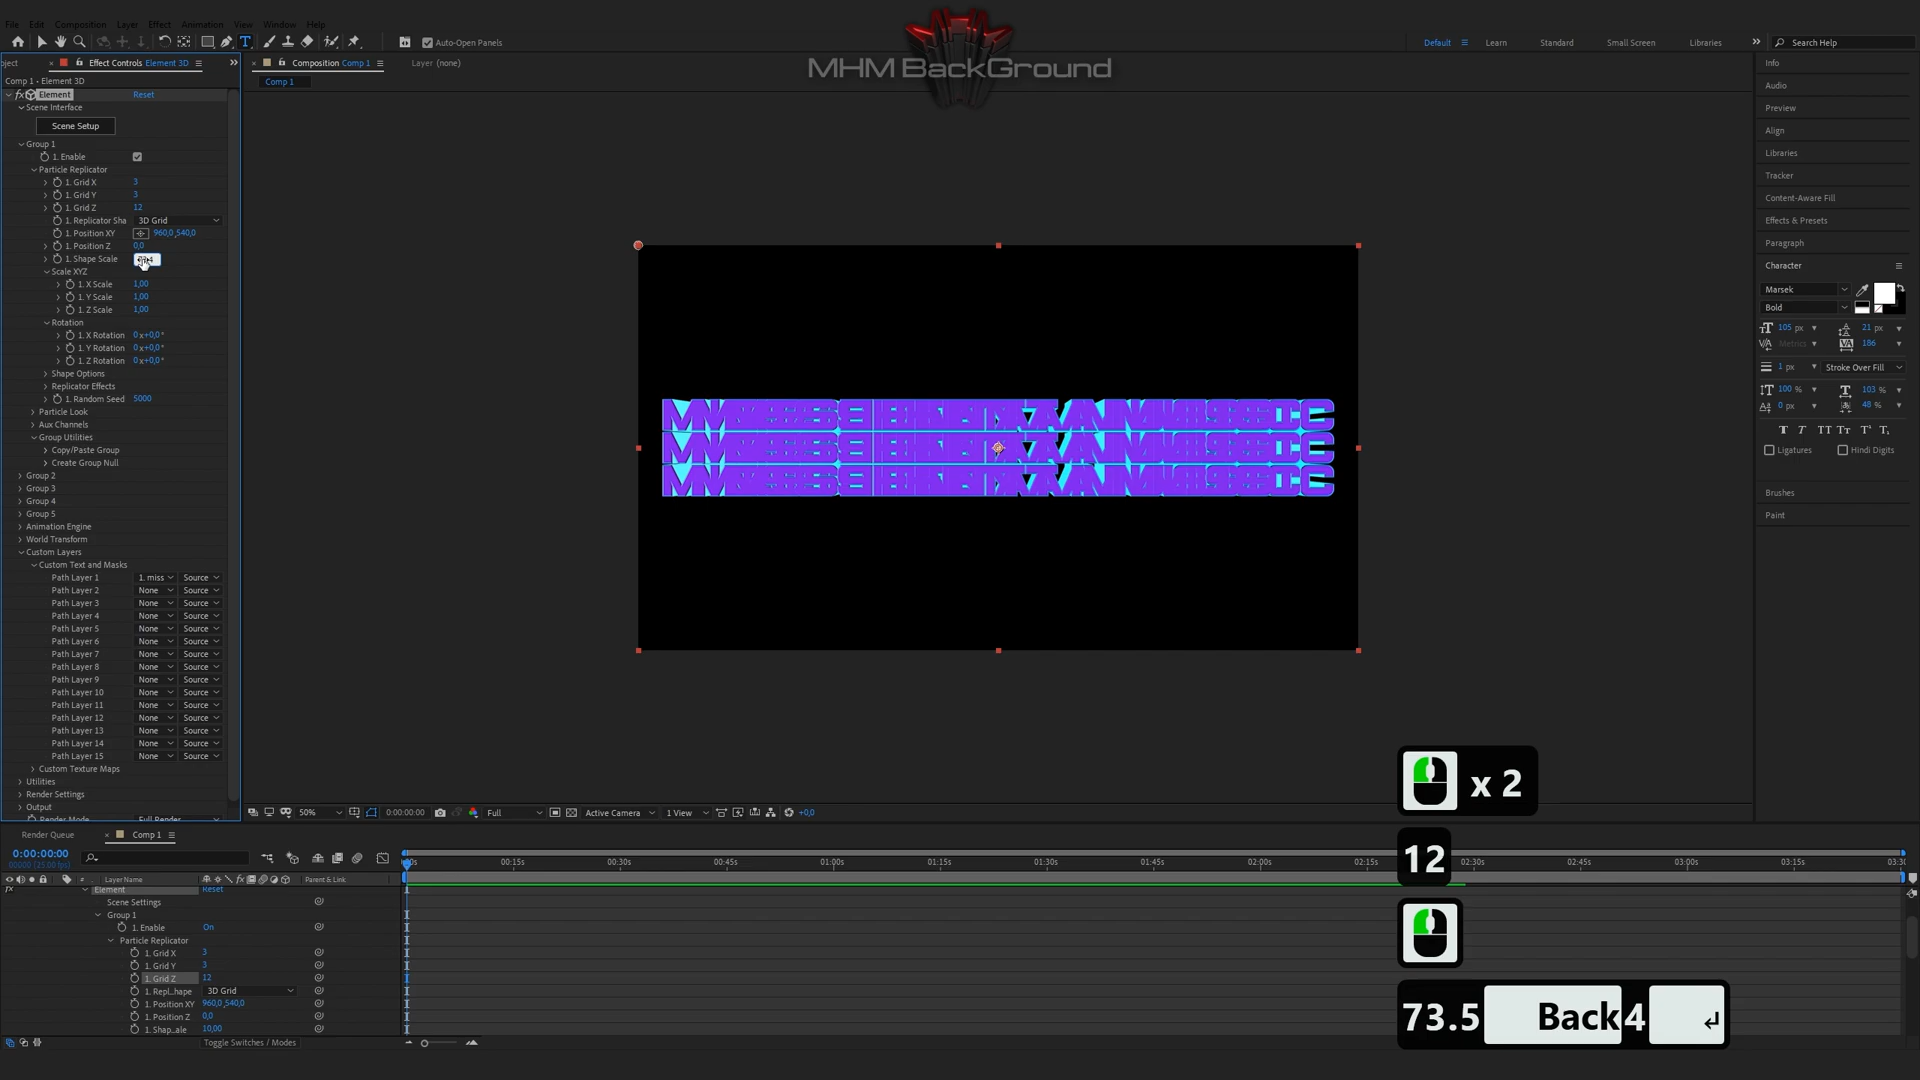 File Edit Composition Layer Effect Animation View Window Help
Auto-Open Panels
Default Learn Standard Small Screen Libraries Search Help
MHM BackGround
Effect Controls Element 3D
Composition Comp 1
Layer (none)
Comp 1
Comp 1 • Element 3D
fx Element Reset
Scene Interface
Scene Setup
Group 1
1. Enable
Particle Replicator
1. Grid X 3
1. Grid Y 3
1. Grid Z 12
1. Replicator Sha 3D Grid
1. Position XY 960,0,540,0
1. Position Z 0,0
1. Shape Scale
Scale XYZ
1. X Scale 1,00
1. Y Scale 1,00
1. Z Scale 1,00
Rotation
1. X Rotation 0x+0,0°
1. Y Rotation 0x+0,0°
1. Z Rotation 0x+0,0°
Shape Options
Replicator Effects
1. Random Seed 5000
Particle Look
Aux Channels
Group Utilities
Copy/Paste Group
Create Group Null
Group 2
Group 3
Group 4
Group 5
Animation Engine
World Transform
Custom Layers
Custom Text and Masks
Path Layer 1 1. miss Source
Path Layer 2 None Source
Path Layer 3 None Source
Path Layer 4 None Source
Path Layer 5 None Source
Path Layer 6 None Source
Path Layer 7 None Source
Path Layer 8 None Source
Path Layer 9 None Source
Path Layer 10 None Source
Path Layer 11 None Source
Path Layer 12 None Source
Path Layer 13 None Source
Path Layer 14 None Source
Path Layer 15 None Source
Custom Texture Maps
Utilities
Render Settings
Output
Render Mode Full Render
50% 0:00:00:00 Full Active Camera 1 View +0,0
Info
Audio
Preview
Align
Libraries
Tracker
Content-Aware Fill
Effects & Presets
Paragraph
Character
Marsek
Bold
105 px 21 px
Metrics 186
1 px Stroke Over Fill
100 % 103 %
0 px 48 %
T T TT Tт T¹ T₁
Ligatures Hindi Digits
Brushes
Paint
x 2
12
73.5 Back 4
Render Queue Comp 1
0:00:00:00
Layer Name Parent & Link
00:15s 00:30s 00:45s 01:00s 01:15s 01:30s 01:45s 02:00s 02:15s 02:30s 02:45s 03:00s 03:15s
fx Element Reset
Scene Settings
Group 1
1. Enable On
Particle Replicator
1. Grid X 3
1. Grid Y 3
1. Grid Z 12
1. Repl...hape 3D Grid
1. Position XY 960,0,540,0
1. Position Z 0,0
1. Shap...ale 10,00
Toggle Switches / Modes